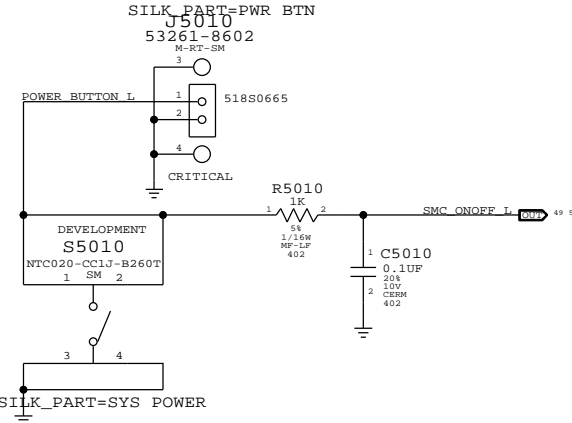 SILK_PART=PWR BTN
J5010
53261-8602
M-RT-SM
3
POWER_BUTTON_L
1
518S0665
2
4
CRITICAL
R5010
1K
1
2
5%
1/16W
MF-LF
402
SMC_ONOFF_L
OUT
49
DEVELOPMENT
S5010
NTC020-CC1J-B260T
SM
1
2
1
C5010
0.1UF
20%
10V
CERM
402
2
3
4
SILK_PART=SYS POWER